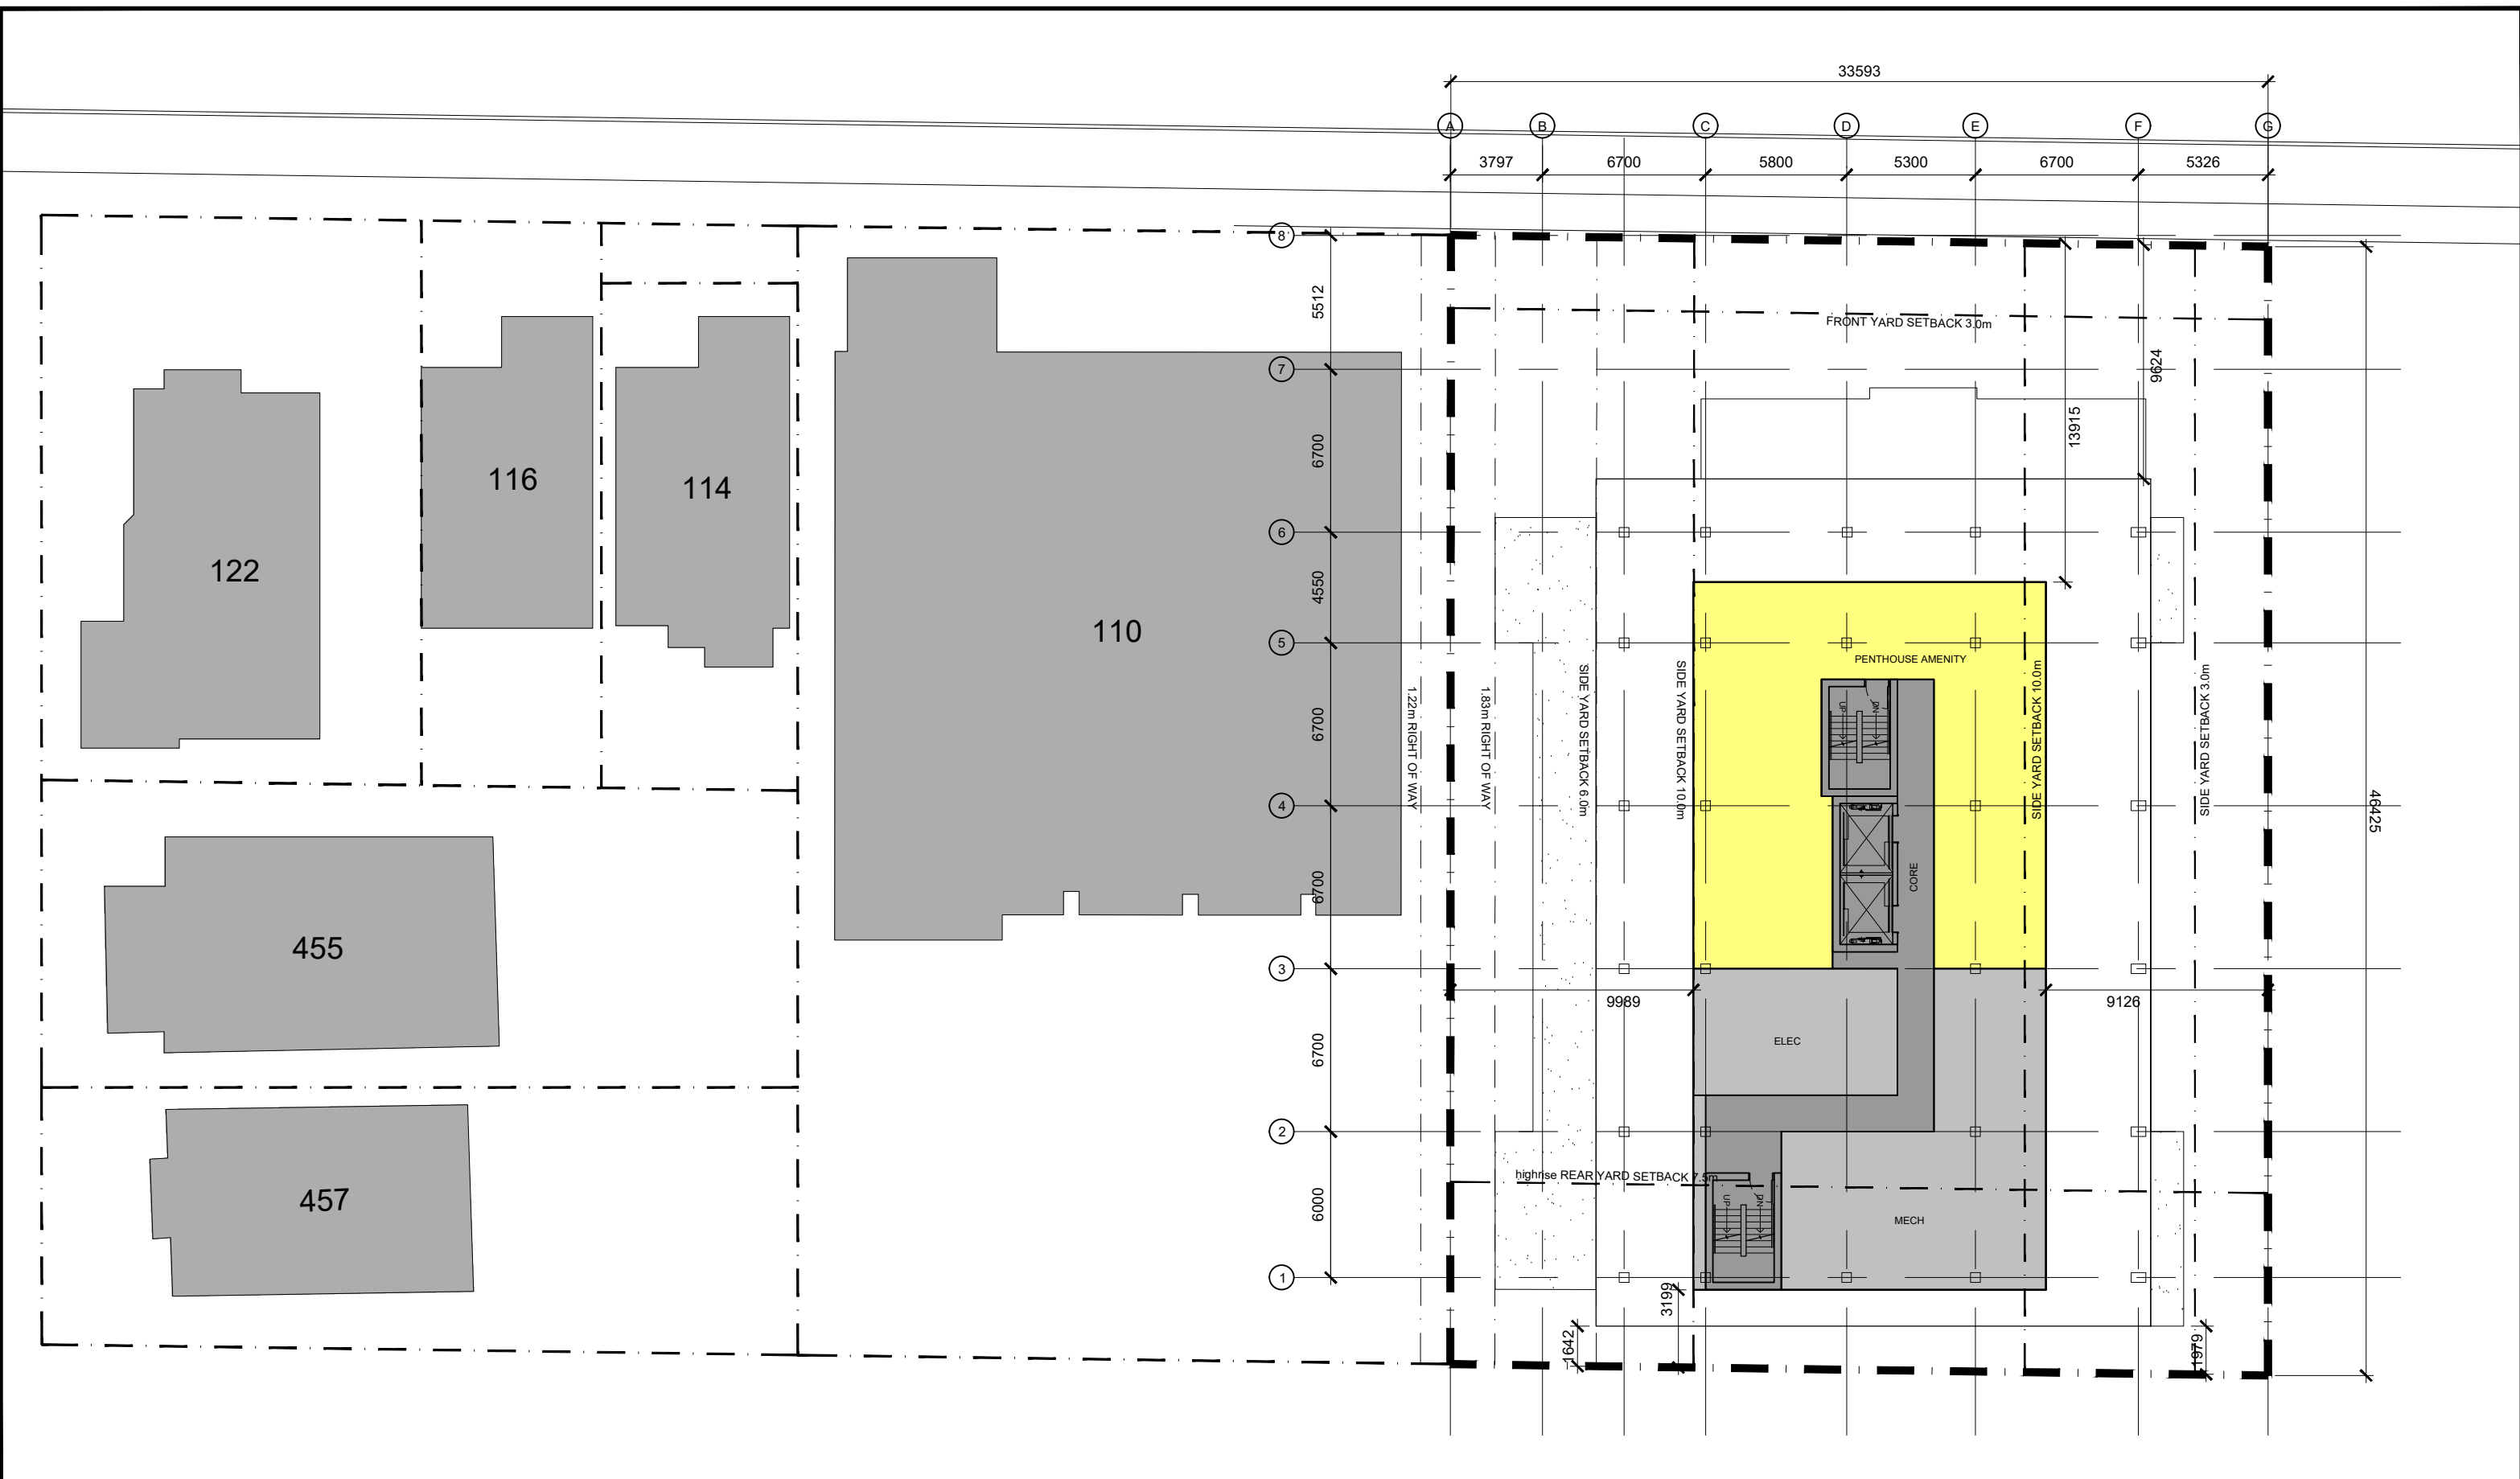 33593
A B C D E F G
3797 6700 5800 5300 6700 5326
8
5512
FRONT YARD SETBACK 3.0m
7
9624
13915
6700
116
114
6
122
4550
110
5
PENTHOUSE AMENITY
SIDE YARD SETBACK 6.0m
SIDE YARD SETBACK 10.0m
SIDE YARD SETBACK 10.0m
SIDE YARD SETBACK 3.0m
1.22m RIGHT OF WAY
1.83m RIGHT OF WAY
UP
DN
6700
4
46425
CORE
6700
455
3
9989
9126
ELEC
6700
2
highrise REAR YARD SETBACK 7.5m
457
UP
DN
6000
MECH
1
3199
1642
1979